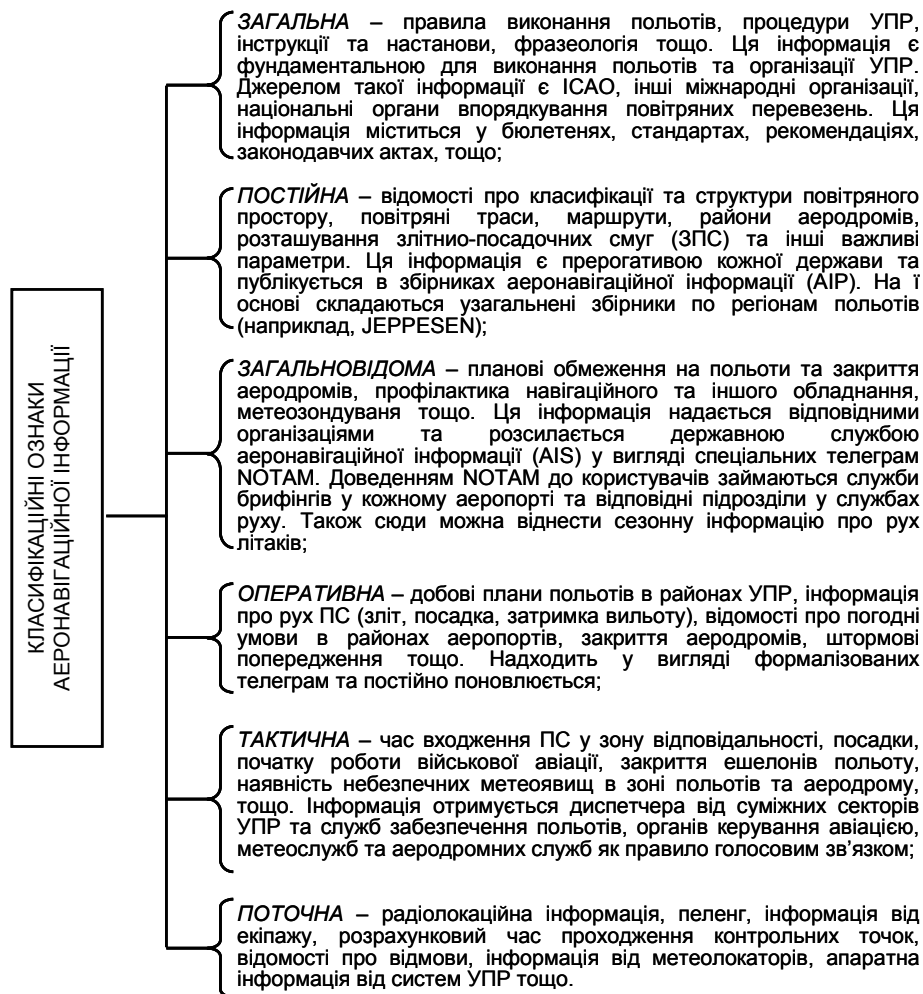 КЛАСИФІКАЦІЙНІ ОЗНАКИ
АЕРОНАВІГАЦІЙНОЇ ІНФОРМАЦІЇ
ЗАГАЛЬНА – правила виконання польотів, процедури УПР,
інструкції та настанови, фразеологія тощо. Ця інформація є
фундаментальною для виконання польотів та організації УПР.
Джерелом такої інформації є ІСАО, інші міжнародні організації,
національні органи впорядкування повітряних перевезень. Ця
інформація міститься у бюлетенях, стандартах, рекомендаціях,
законодавчих актах, тощо;
ПОСТІЙНА – відомості про класифікації та структури повітряного
простору, повітряні траси, маршрути, райони аеродромів,
розташування злітнио-посадочних смуг (ЗПС) та інші важливі
параметри. Ця інформація є прерогативою кожної держави та
публікується в збірниках аеронавігаційної інформації (AIP). На ї
основі складаються узагальнені збірники по регіонам польотів
(наприклад, JEPPESEN);
ЗАГАЛЬНОВІДОМА – планові обмеження на польоти та закриття
аеродромів, профілактика навігаційного та іншого обладнання,
метеозондуваня тощо. Ця інформація надається відповідними
організаціями та розсилається державною службою
аеронавігаційної інформації (AIS) у вигляді спеціальних телеграм
NOTAM. Доведенням NOTAM до користувачів займаються служби
брифінгів у кожному аеропорті та відповідні підрозділи у службах
руху. Також сюди можна віднести сезонну інформацію про рух
літаків;
ОПЕРАТИВНА – добові плани польотів в районах УПР, інформація
про рух ПС (зліт, посадка, затримка вильоту), відомості про погодні
умови в районах аеропортів, закриття аеродромів, штормові
попередження тощо. Надходить у вигляді формалізованих
телеграм та постійно поновлюється;
ТАКТИЧНА – час входження ПС у зону відповідальності, посадки,
початку роботи військової авіації, закриття ешелонів польоту,
наявність небезпечних метеоявищ в зоні польотів та аеродрому,
тощо. Інформація отримується диспетчера від суміжних секторів
УПР та служб забезпечення польотів, органів керування авіацією,
метеослужб та аеродромних служб як правило голосовим зв’язком;
ПОТОЧНА – радіолокаційна інформація, пеленг, інформація від
екіпажу, розрахунковий час проходження контрольних точок,
відомості про відмови, інформація від метеолокаторів, апаратна
інформація від систем УПР тощо.